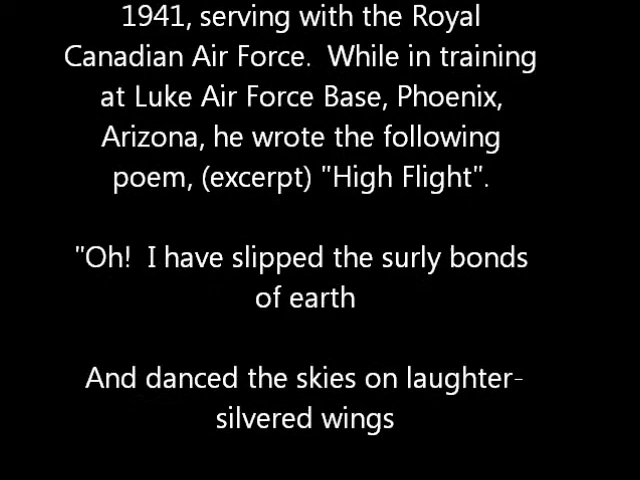 1941, serving with the Royal
Canadian Air Force.  While in training
at Luke Air Force Base, Phoenix,
Arizona, he wrote the following
poem, (excerpt) "High Flight".
"Oh!  I have slipped the surly bonds
of earth
And danced the skies on laughter-
silvered wings